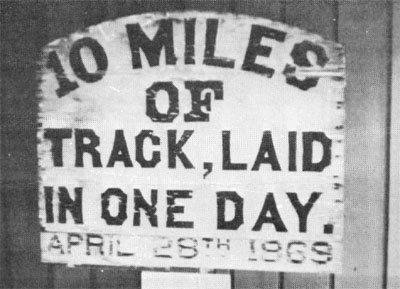 10 MILES
OF
TRACK, LAID
IN ONE DAY.
APRIL 28TH 1869